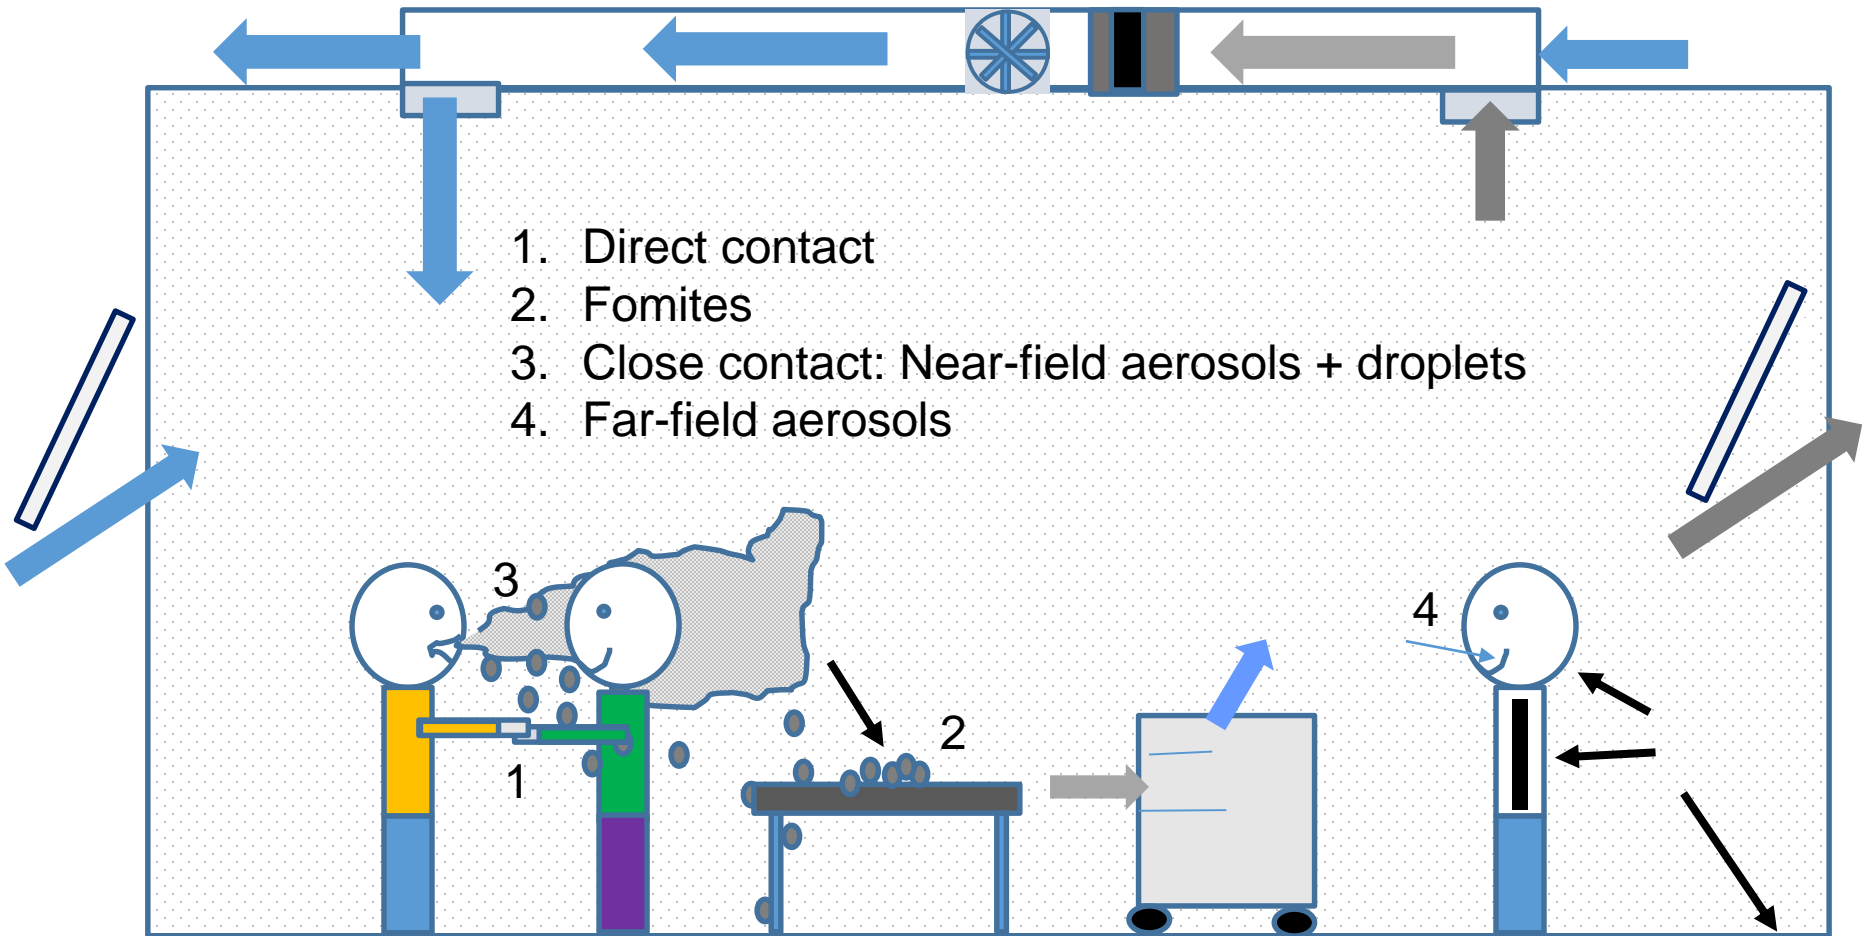 1. Direct contact
2. Fomites
3. Close contact: Near-field aerosols + droplets
4. Far-field aerosols
3
4
2
1